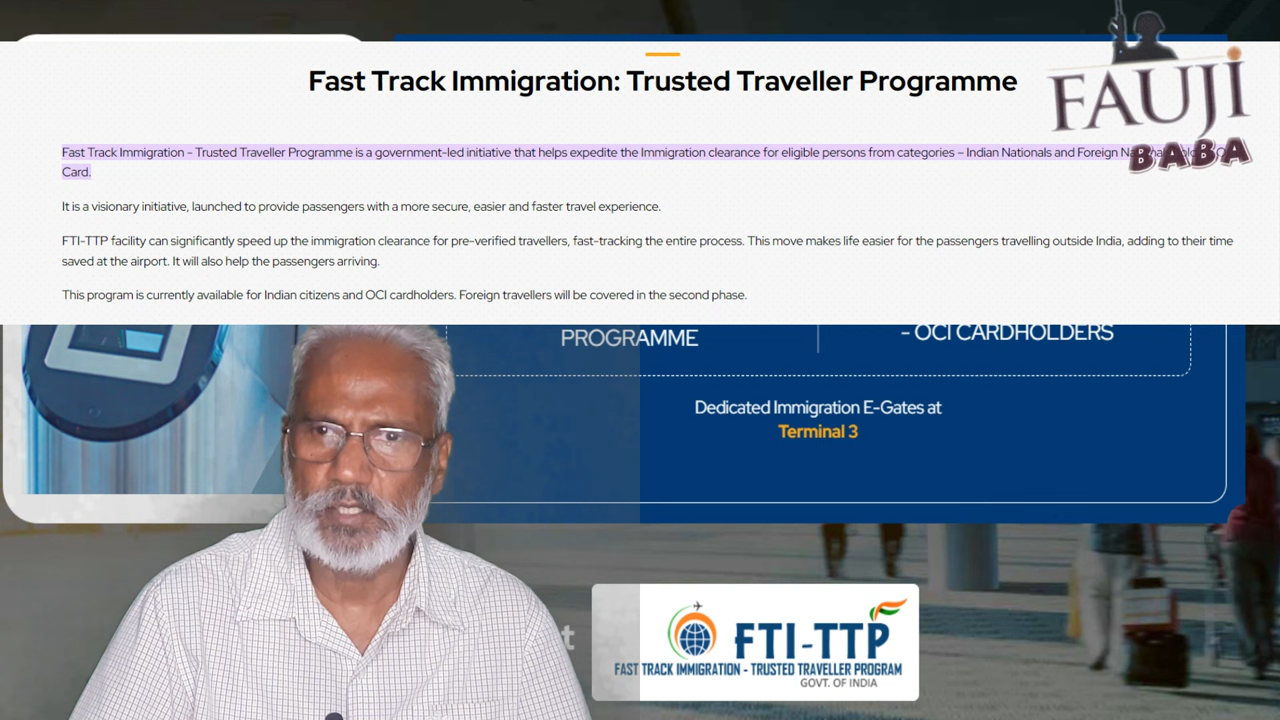 Fast Track Immigration: Trusted Traveller Programme
FAUJI
BABA
Fast Track Immigration - Trusted Traveller Programme is a government-led initiative that helps expedite the Immigration clearance for eligible persons from categories – Indian Nationals and Foreign
Card.
It is a visionary initiative, launched to provide passengers with a more secure, easier and faster travel experience.
FTI-TTP facility can significantly speed up the immigration clearance for pre-verified travellers, fast-tracking the entire process. This move makes life easier for the passengers travelling outside India, adding to their time
saved at the airport. It will also help the passengers arriving.
This program is currently available for Indian citizens and OCI cardholders. Foreign travellers will be covered in the second phase.
PROGRAMME
- OCI CARDHOLDERS
Dedicated Immigration E-Gates at
Terminal 3
FTI-TTP
FAST TRACK IMMIGRATION - TRUSTED TRAVELLER PROGRAM
GOVT. OF INDIA